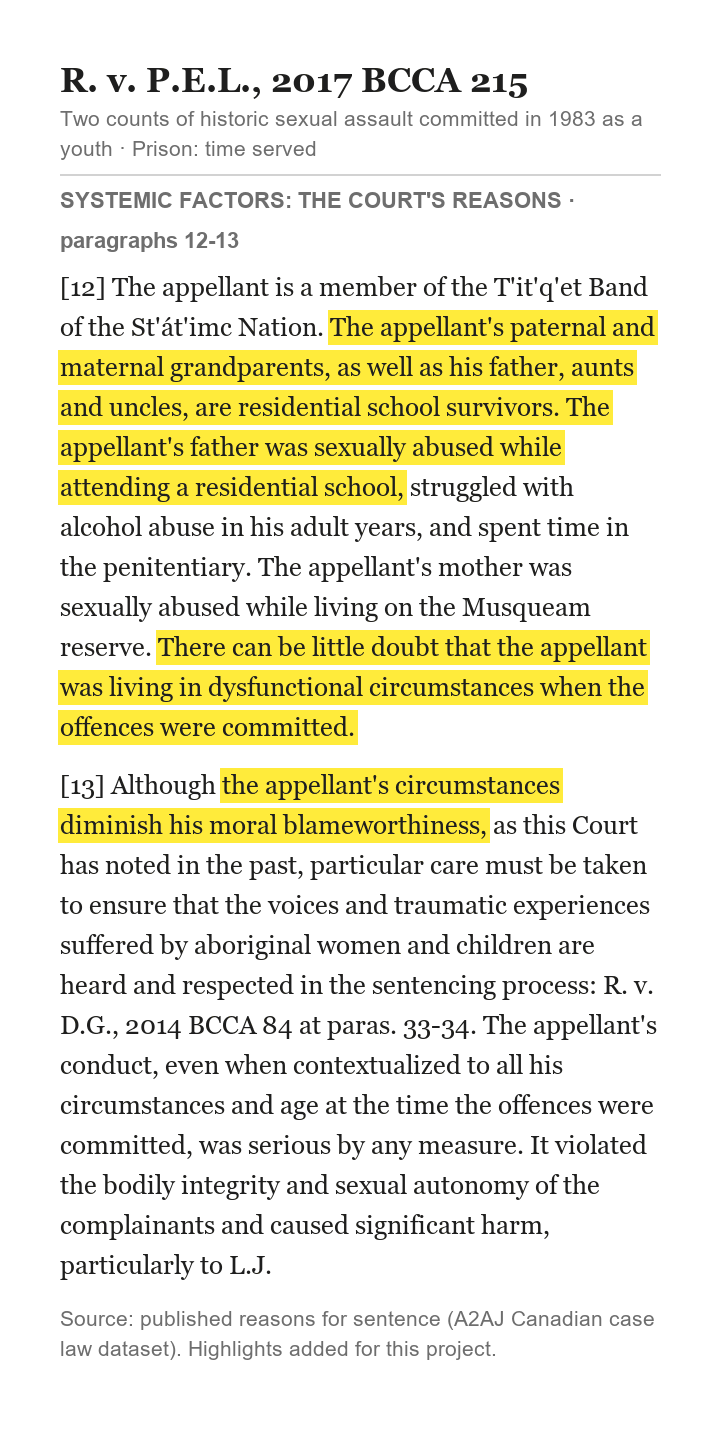 R. v. P.E.L., 2017 BCCA 215
Two counts of historic sexual assault committed in 1983 as a
youth · Prison: time served
SYSTEMIC FACTORS: THE COURT'S REASONS ·
paragraphs 12-13
[12] The appellant is a member of the T'it'q'et Band
of the St'át'imc Nation. The appellant's paternal and
maternal grandparents, as well as his father, aunts
and uncles, are residential school survivors. The
appellant's father was sexually abused while
attending a residential school, struggled with
alcohol abuse in his adult years, and spent time in
the penitentiary. The appellant's mother was
sexually abused while living on the Musqueam
reserve. There can be little doubt that the appellant
was living in dysfunctional circumstances when the
offences were committed.
[13] Although the appellant's circumstances
diminish his moral blameworthiness, as this Court
has noted in the past, particular care must be taken
to ensure that the voices and traumatic experiences
suffered by aboriginal women and children are
heard and respected in the sentencing process: R. v.
D.G., 2014 BCCA 84 at paras. 33-34. The appellant's
conduct, even when contextualized to all his
circumstances and age at the time the offences were
committed, was serious by any measure. It violated
the bodily integrity and sexual autonomy of the
complainants and caused significant harm,
particularly to L.J.
Source: published reasons for sentence (A2AJ Canadian case
law dataset). Highlights added for this project.